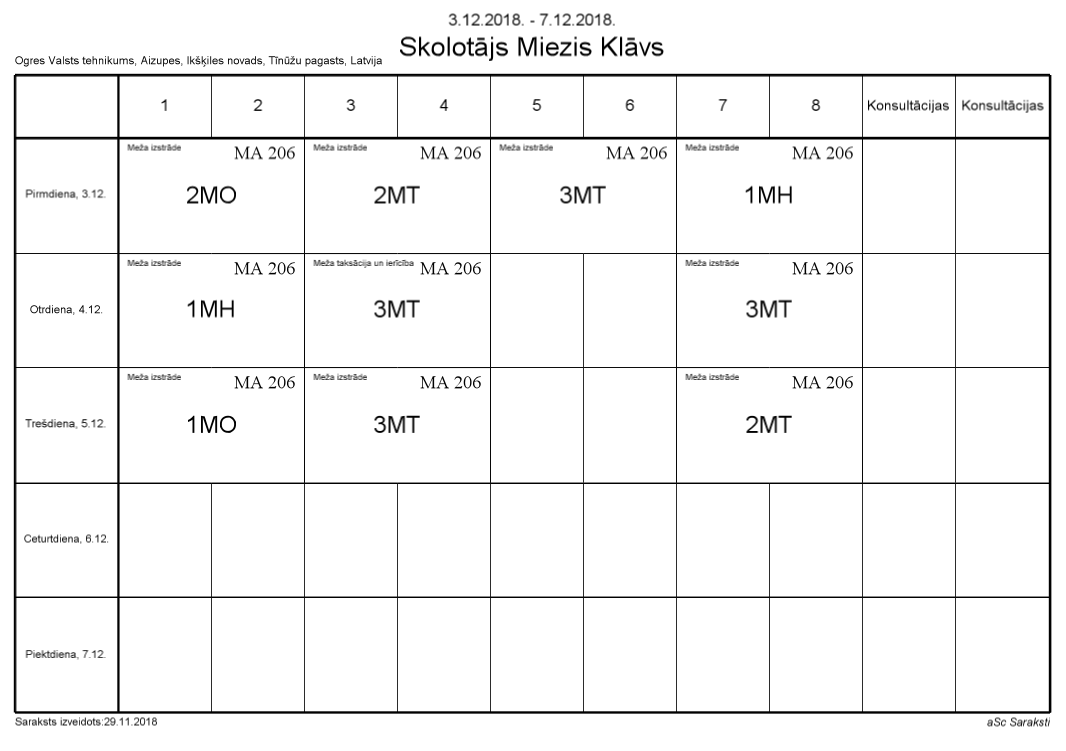 3.12.2018. - 7.12.2018.
Skolotājs Miezis Klāvs
Ogres Valsts tehnikums, Aizupes, Ikšķiles novads, Tīnūžu pagasts, Latvija
1 2 3 4 5 6 7 8 Konsultācijas Konsultācijas
Meža izstrāde MA 206 Meža izstrāde MA 206 Meža izstrāde MA 206 Meža izstrāde MA 206
Pirmdiena, 3.12. 2MO 2MT 3MT 1MH
Meža izstrāde MA 206 Meža taksācija un ierīcība MA 206 Meža izstrāde MA 206
Otrdiena, 4.12. 1MH 3MT 3MT
Meža izstrāde MA 206 Meža izstrāde MA 206 Meža izstrāde MA 206
Trešdiena, 5.12. 1MO 3MT 2MT
Ceturtdiena, 6.12.
Piektdiena, 7.12.
Saraksts izveidots:29.11.2018 aSc Saraksti